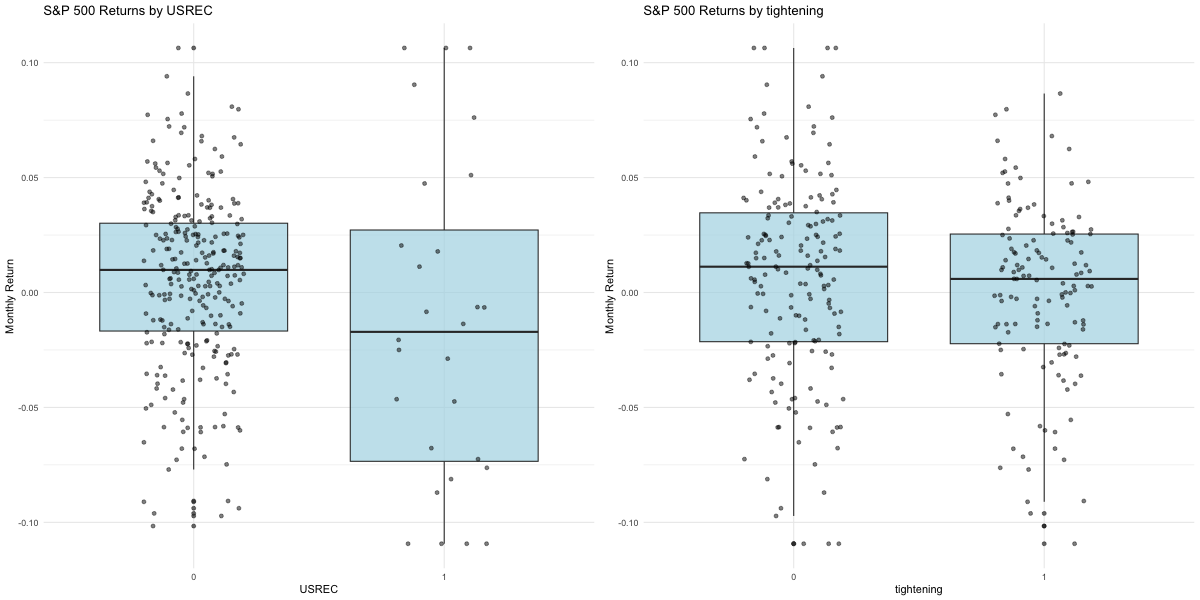 S&P 500 Returns by USREC
Monthly Return
0.10
0.05
0.00
-0.05
-0.10
0
1
USREC
S&P 500 Returns by tightening
Monthly Return
0.10
0.05
0.00
-0.05
-0.10
0
1
tightening